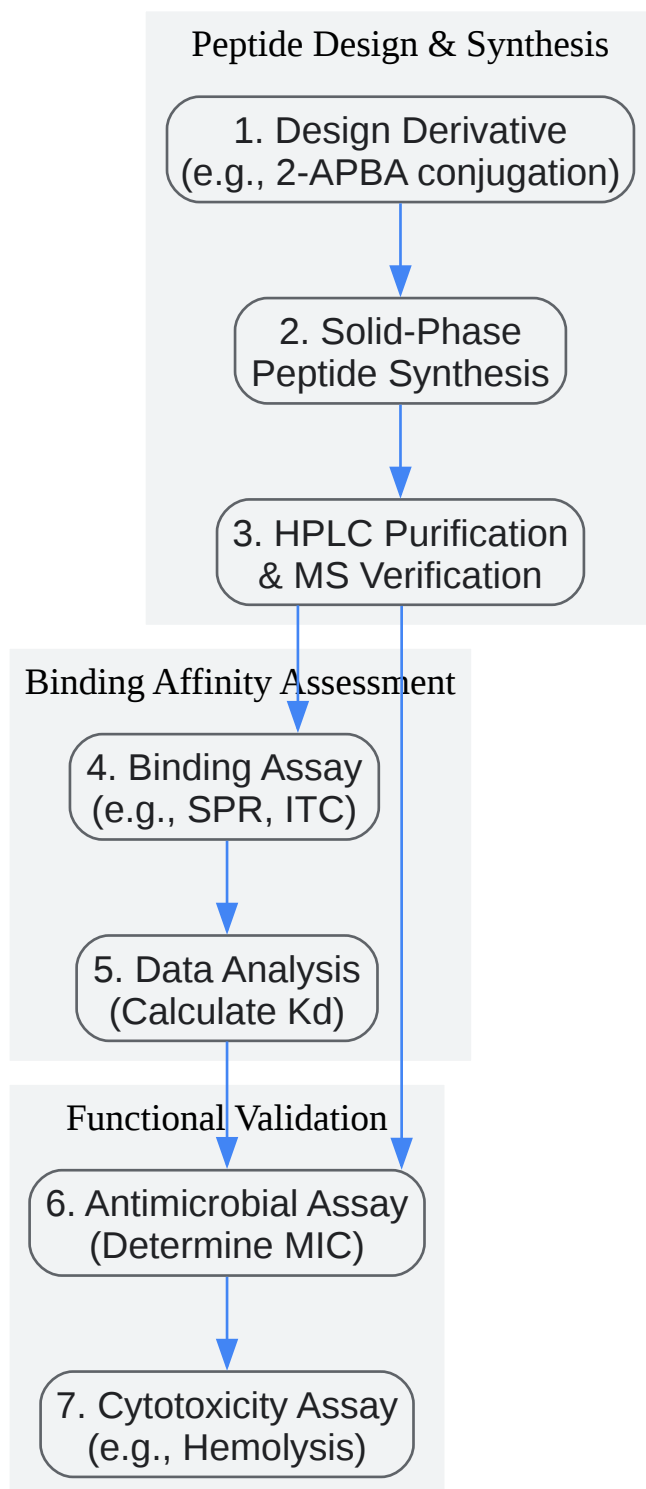 Peptide Design & Synthesis
1. Design Derivative
(e.g., 2-APBA conjugation)
2. Solid-Phase
Peptide Synthesis
3. HPLC Purification
& MS Verification
Binding Affinity Assessment
4. Binding Assay
(e.g., SPR, ITC)
5. Data Analysis
(Calculate Kd)
Functional Validation
6. Antimicrobial Assay
(Determine MIC)
7. Cytotoxicity Assay
(e.g., Hemolysis)